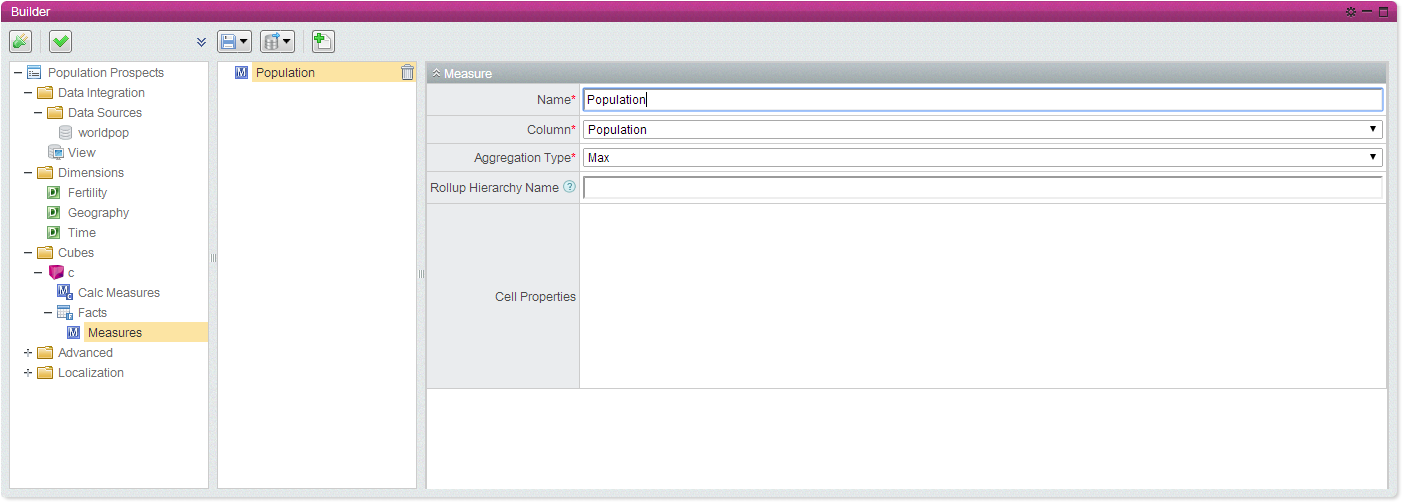 Builder
Population Prospects
Data Integration
Data Sources
worldpop
View
Dimensions
Fertility
Geography
Time
Cubes
c
Calc Measures
Facts
Measures
Advanced
Localization
Population
Measure
Name* Population
Column* Population
Aggregation Type* Max
Rollup Hierarchy Name ?
Cell Properties